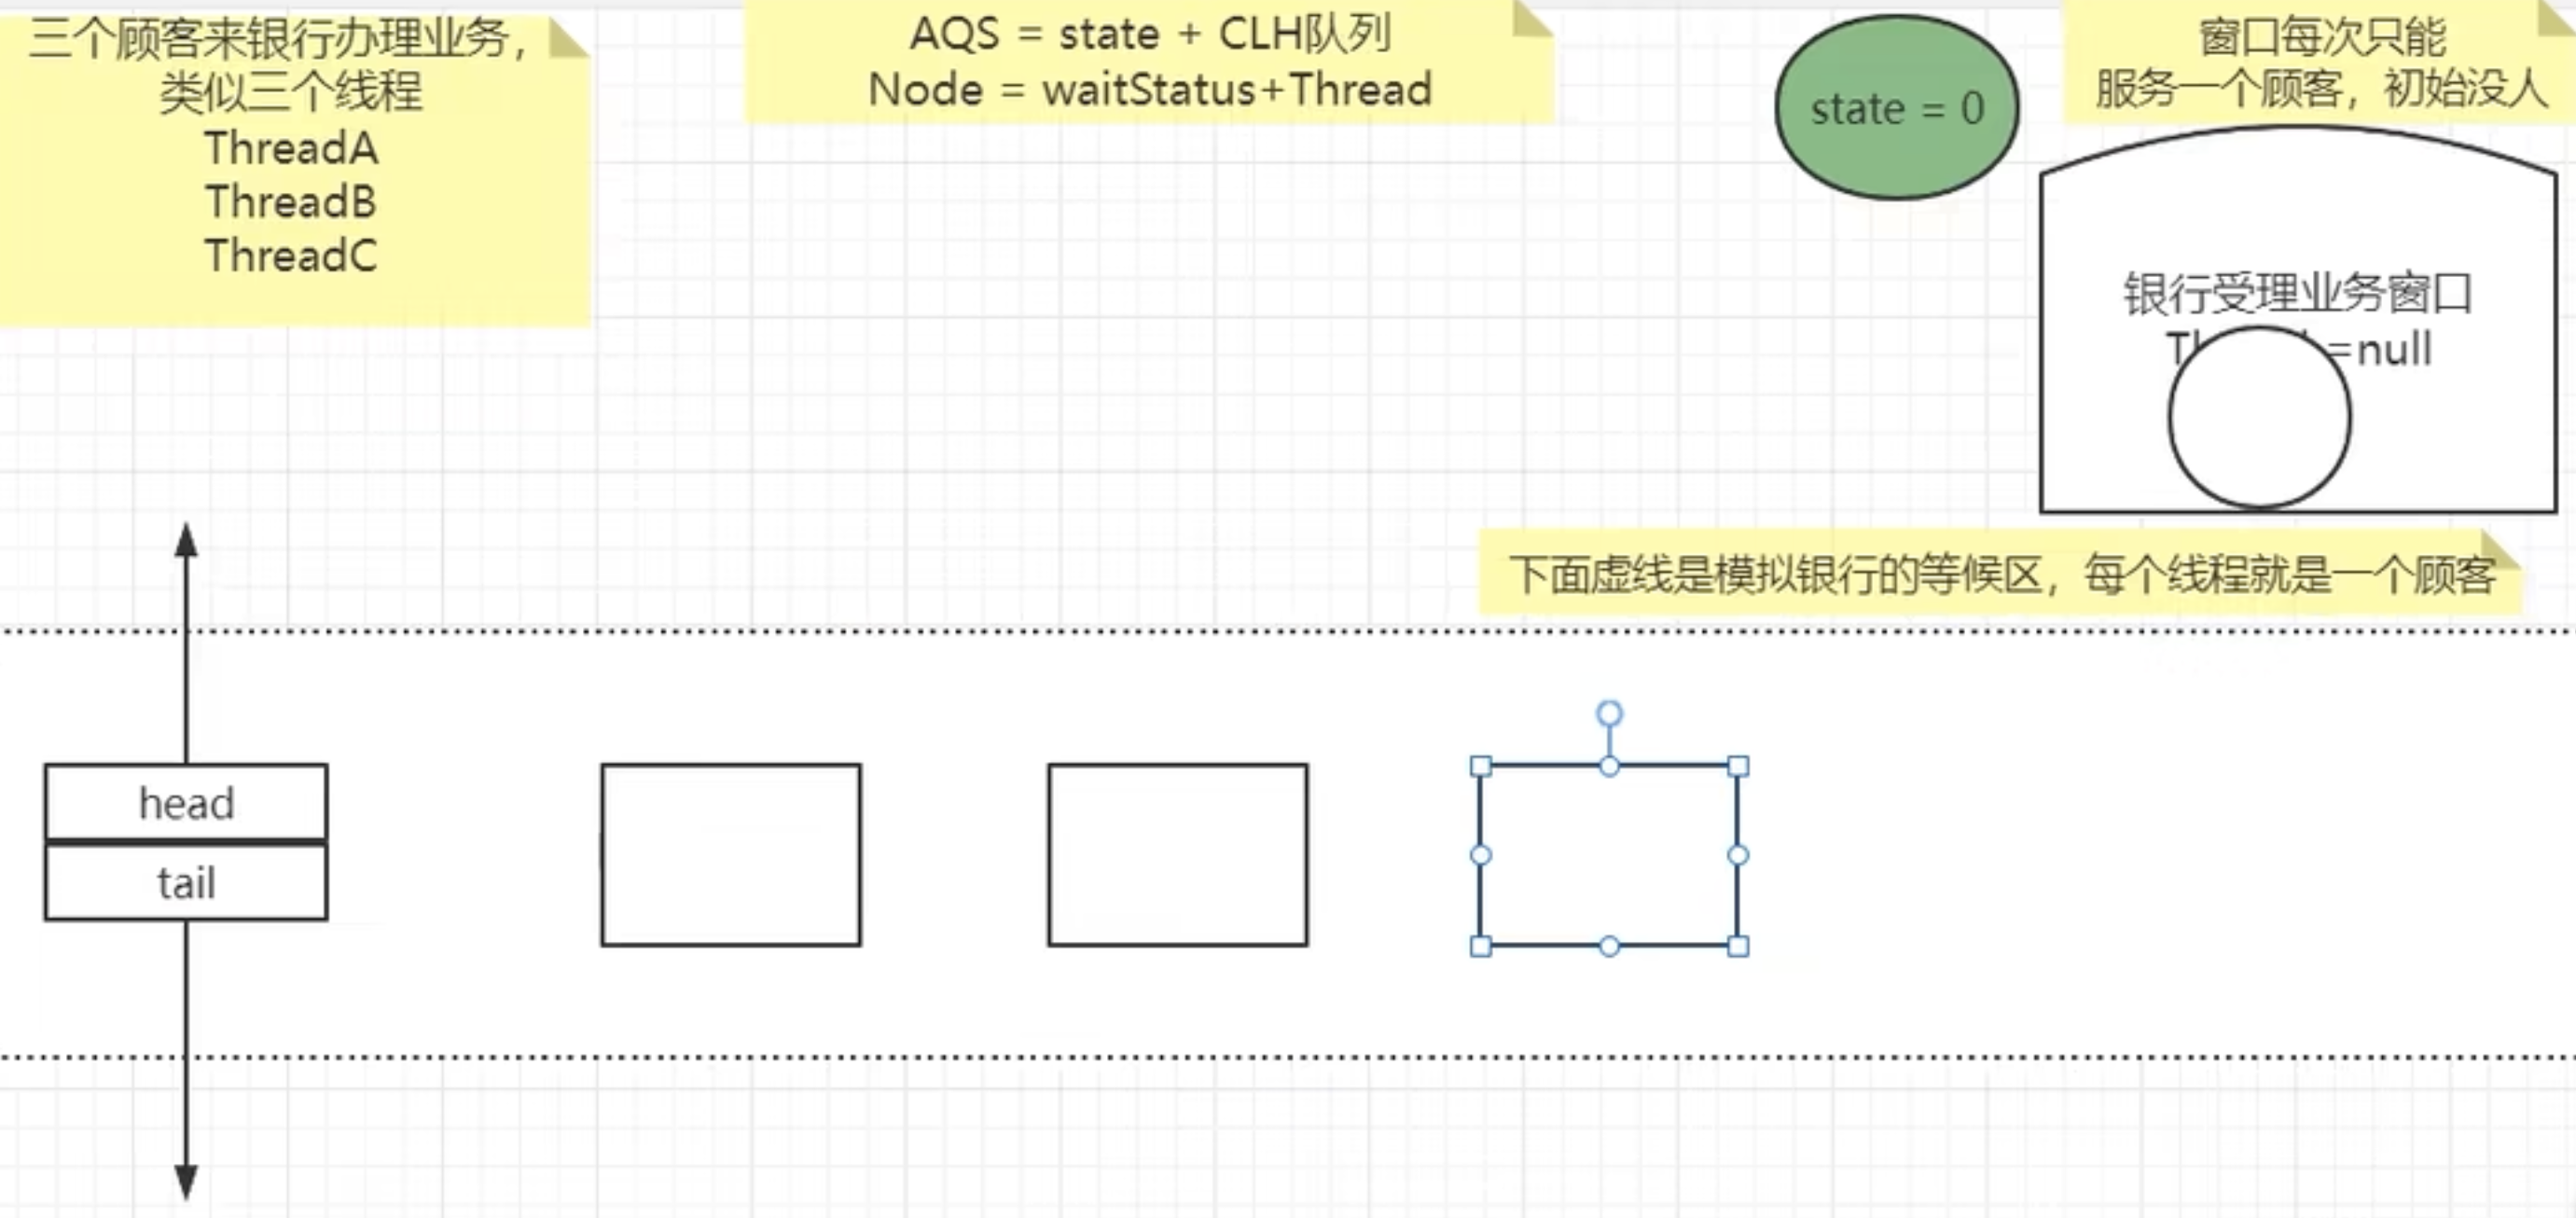 三个顾客来银行办理业务，
类似三个线程
ThreadA
ThreadB
ThreadC
AQS = state + CLH队列
Node = waitStatus+Thread
state = 0
窗口每次只能
服务一个顾客，初始没人
银行受理业务窗口
=null
下面虚线是模拟银行的等候区，每个线程就是一个顾客
head
tail